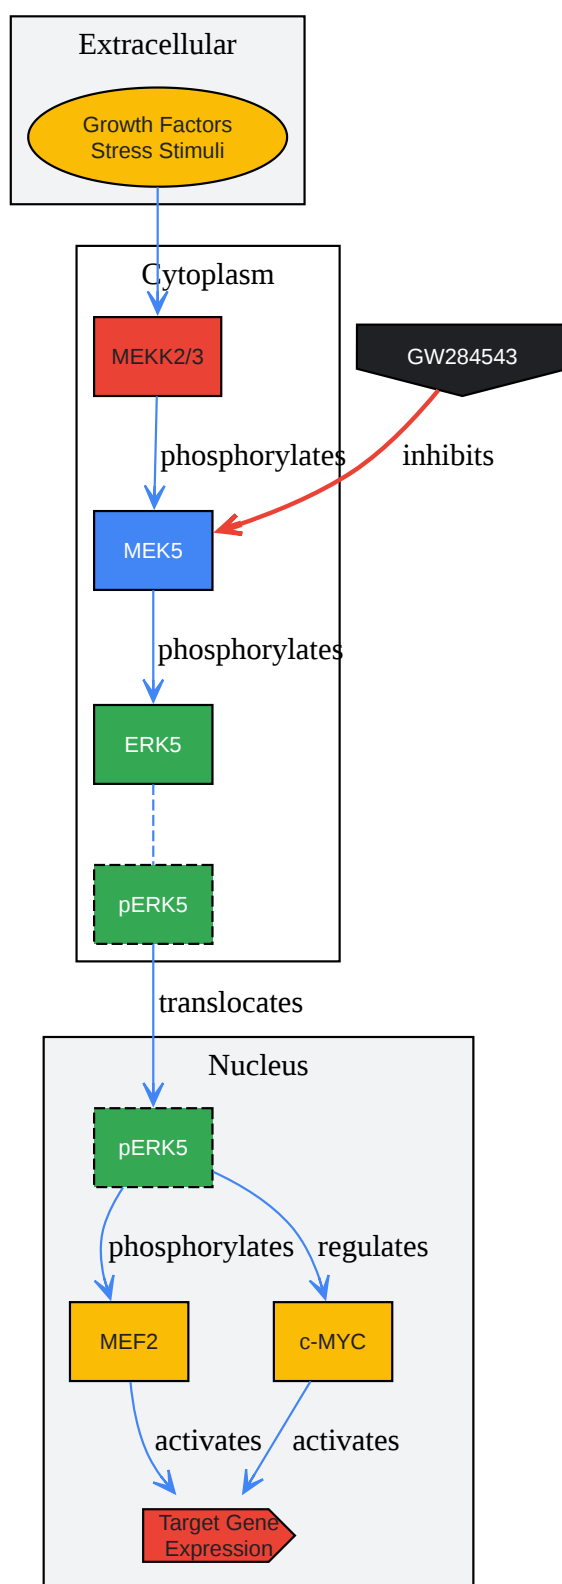 Extracellular
Growth Factors
Stress Stimuli
Cytoplasm
MEKK2/3
GW284543
phosphorylates
inhibits
MEK5
phosphorylates
ERK5
pERK5
translocates
Nucleus
pERK5
phosphorylates
regulates
MEF2
c-MYC
activates
activates
Target Gene
Expression